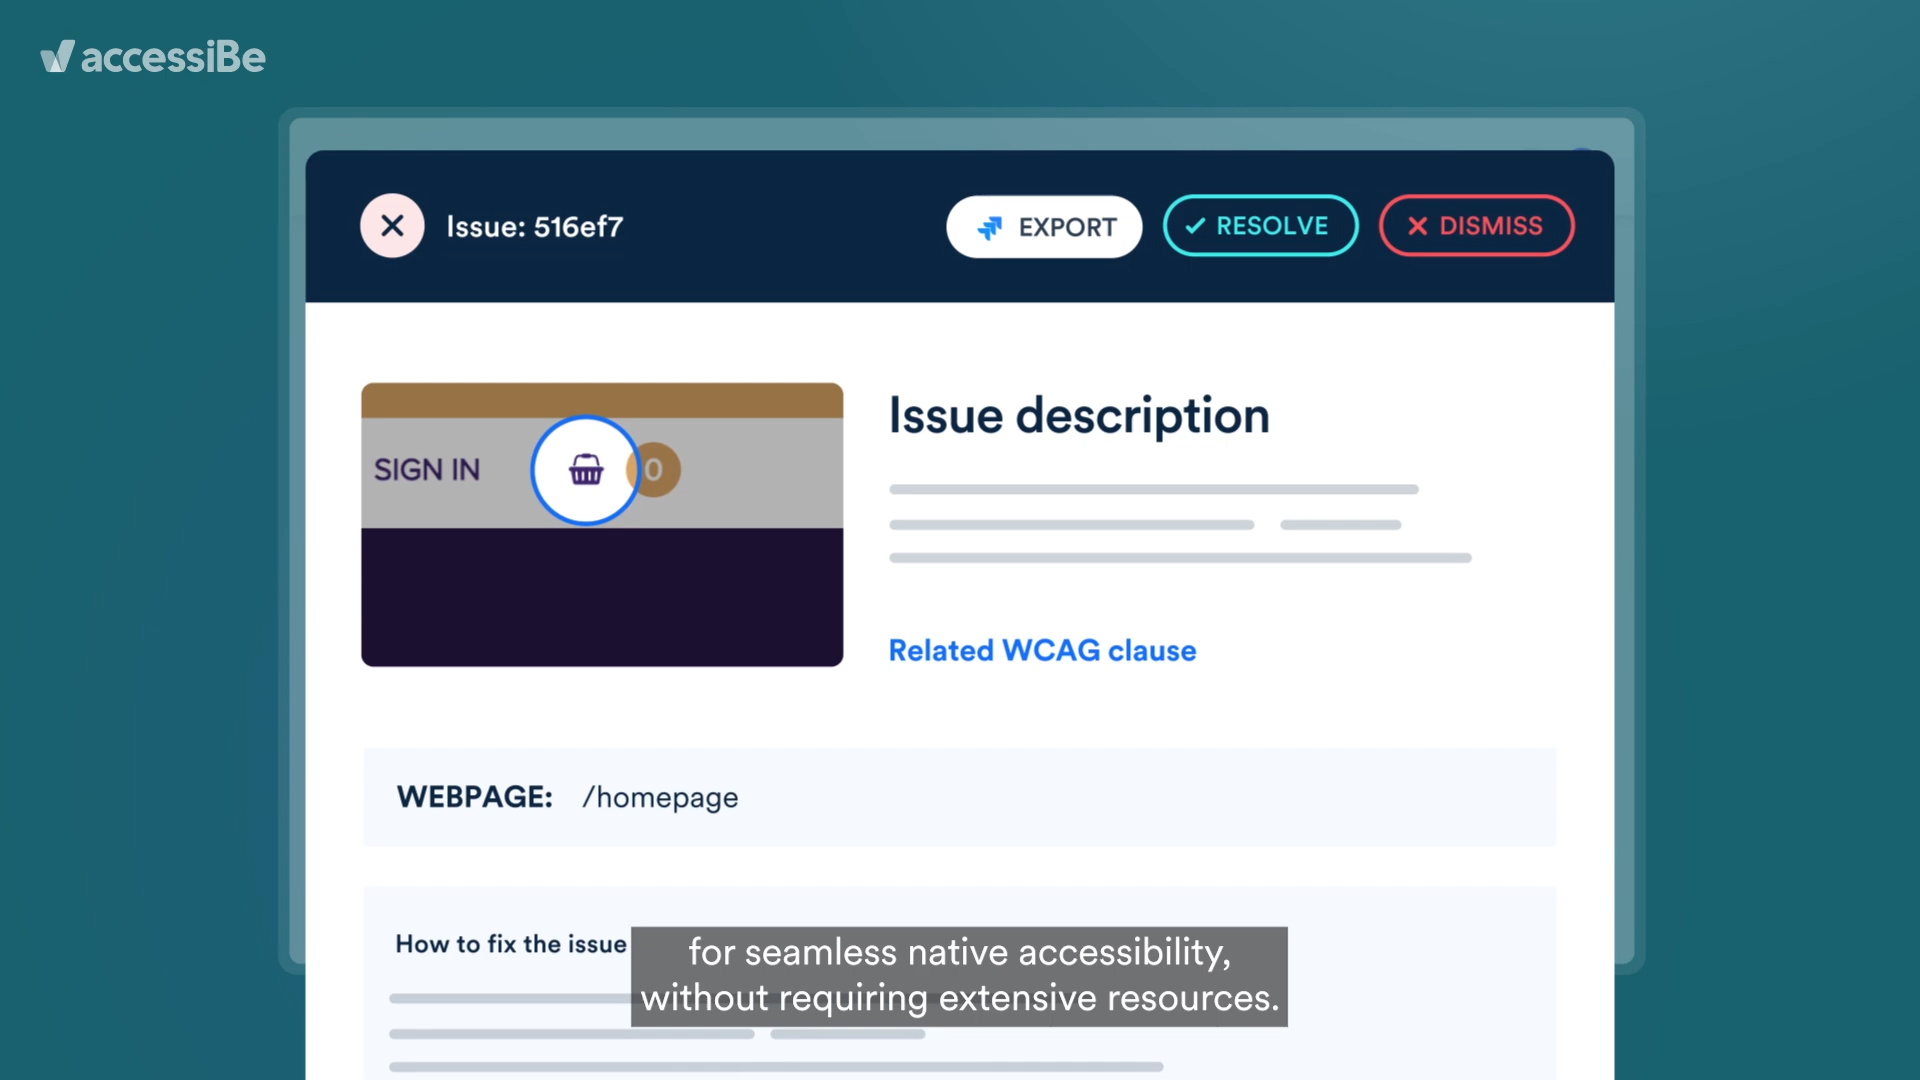 accessiBe
Issue: 516ef7
EXPORT
RESOLVE
DISMISS
SIGN IN
0
Issue description
Related WCAG clause
WEBPAGE: /homepage
How to fix the issue
for seamless native accessibility,
without requiring extensive resources.